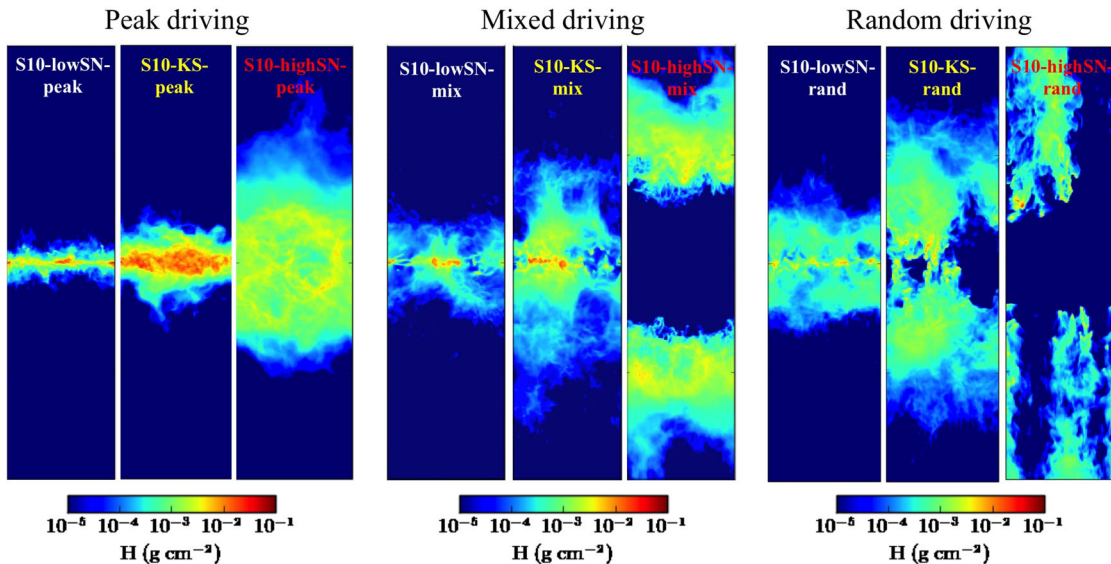 Peak driving
S10-lowSN-
peak
S10-KS-
peak
S10-highSN-
peak
10⁻⁵ 10⁻⁴ 10⁻³ 10⁻² 10⁻¹
H (g cm⁻²)
Mixed driving
S10-lowSN-
mix
S10-KS-
mix
S10-highSN-
mix
10⁻⁵ 10⁻⁴ 10⁻³ 10⁻² 10⁻¹
H (g cm⁻²)
Random driving
S10-lowSN-
rand
S10-KS-
rand
S10-highSN-
rand
10⁻⁵ 10⁻⁴ 10⁻³ 10⁻² 10⁻¹
H (g cm⁻²)